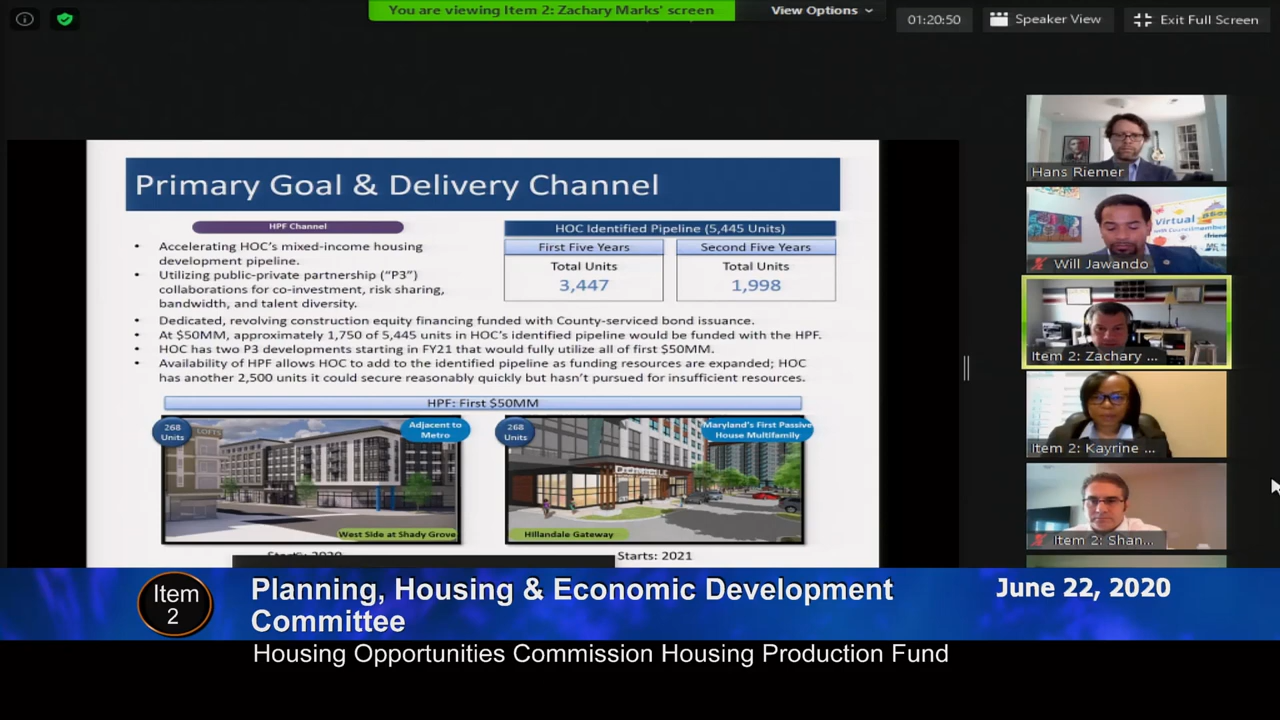 You are viewing Item 2: Zachary Marks' screen
View Options
01:20:50
Speaker View
Exit Full Screen
Primary Goal & Delivery Channel
HPF Channel
• Accelerating HOC's mixed-income housing
development pipeline.
• Utilizing public-private partnership ("P3")
collaborations for co-investment, risk sharing,
bandwidth, and talent diversity.
HOC Identified Pipeline (5,445 Units)
First Five Years
Second Five Years
Total Units
Total Units
3,447
1,998
• Dedicated, revolving construction equity financing funded with County-serviced bond issuance.
• At $50MM, approximately 1,750 of 5,445 units in HOC's identified pipeline would be funded with the HPF.
• HOC has two P3 developments starting in FY21 that would fully utilize all of first $50MM.
• Availability of HPF allows HOC to add to the identified pipeline as funding resources are expanded; HOC
has another 2,500 units it could secure reasonably quickly but hasn't pursued for insufficient resources.
HPF: First $50MM
268
Units
LOFTS
Adjacent to
Metro
West Side at Shady Grove
268
Units
Maryland's First Passive
House Multifamily
DOMICILE
Hillandale Gateway
Starts: 2020
Starts: 2021
Hans Riemer
Virtual
Will Jawando
Item 2: Zachary ...
Item 2: Kayrine ...
Item 2: Shan...
Item
2
Planning, Housing & Economic Development
Committee
June 22, 2020
Housing Opportunities Commission Housing Production Fund